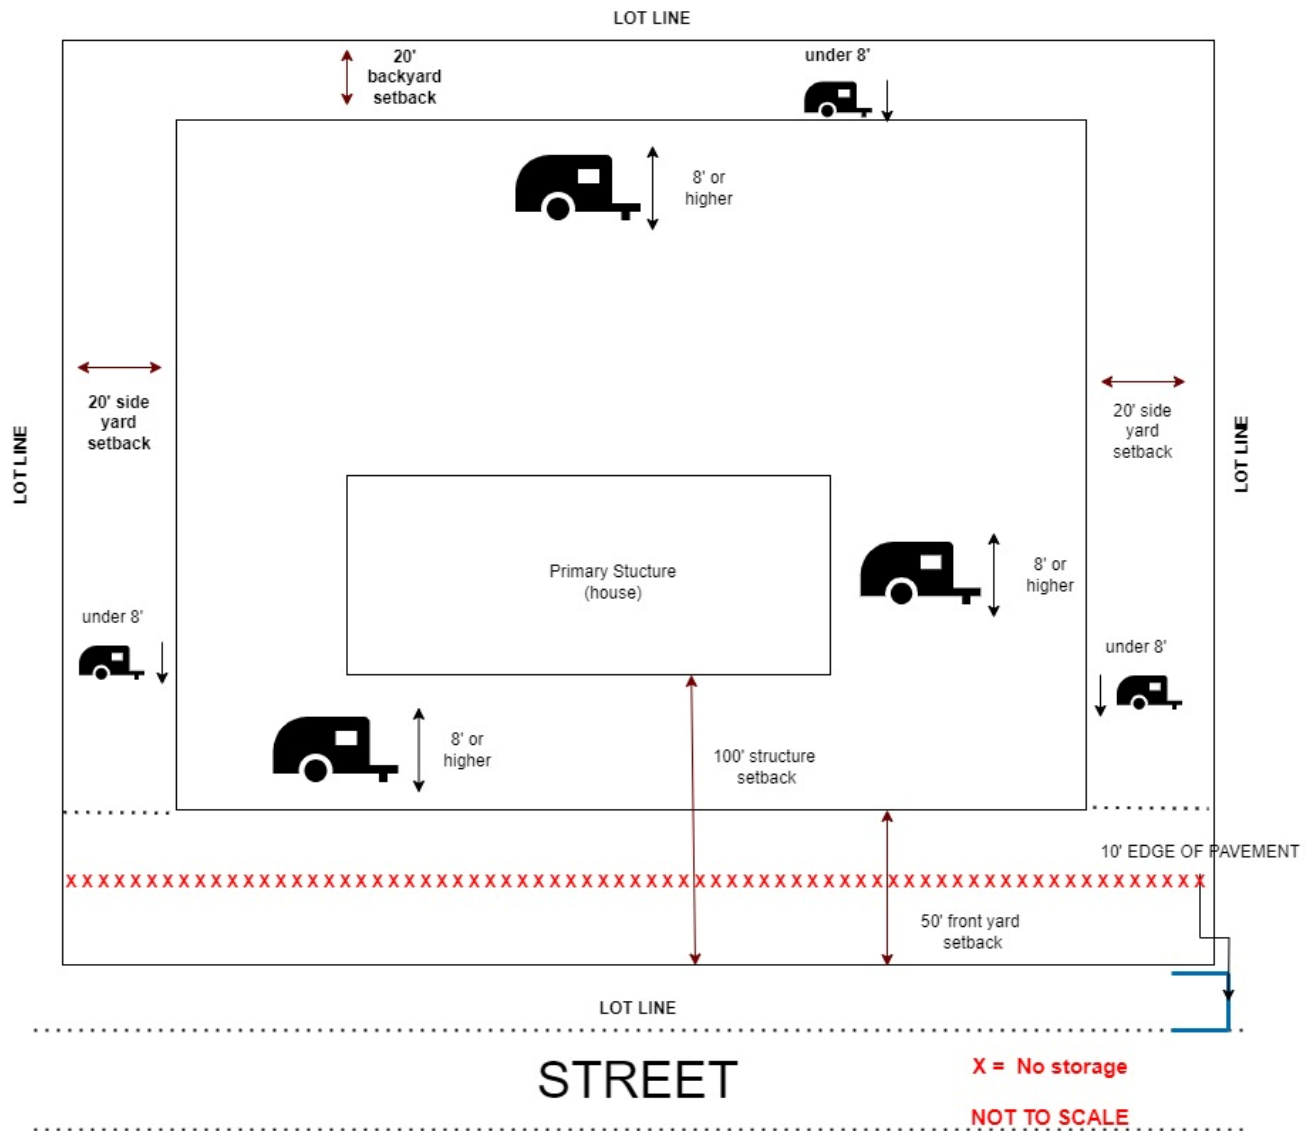 LOT LINE
20'
backyard
setback
under 8'
8' or
higher
20' side
yard
setback
20' side
yard
setback
LOT LINE
LOT LINE
Primary Stucture
(house)
8' or
higher
under 8'
under 8'
8' or
higher
100' structure
setback
10' EDGE OF PAVEMENT
XXXXXXXXXXXXXXXXXXXXXXXXXXXXXXXXXXXXXXXXXXXXXXXXXXXXXXXXXXXXXXXXXXXXXX
50' front yard
setback
LOT LINE
STREET
X = No storage
NOT TO SCALE